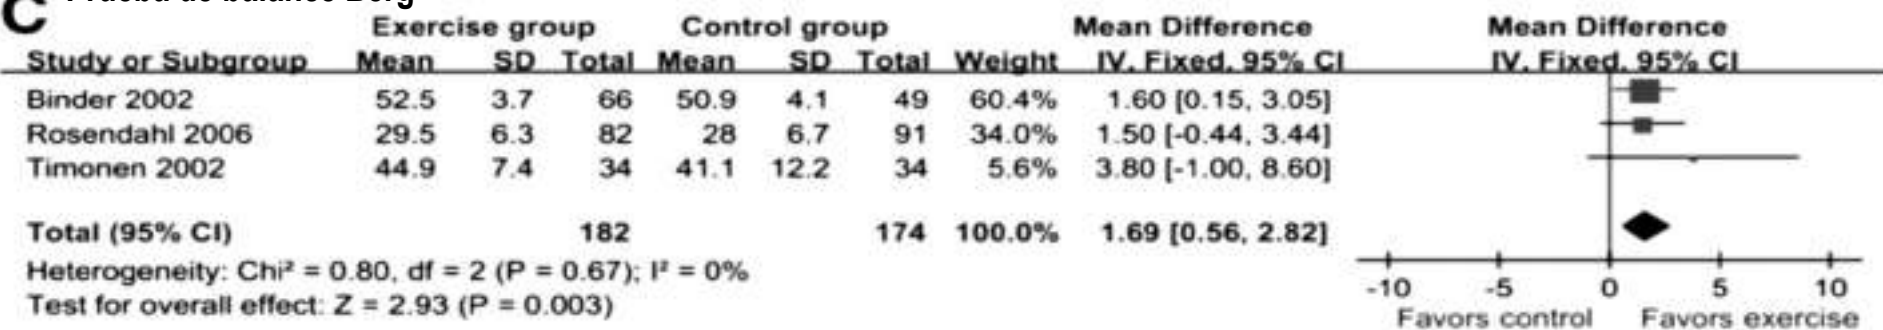 C Prueba de balance Berg
Exercise group Control group Mean Difference Mean Difference
Study or Subgroup Mean SD Total Mean SD Total Weight IV, Fixed, 95% CI IV, Fixed, 95% CI
Binder 2002 52.5 3.7 66 50.9 4.1 49 60.4% 1.60 [0.15, 3.05]
Rosendahl 2006 29.5 6.3 82 28 6.7 91 34.0% 1.50 [-0.44, 3.44]
Timonen 2002 44.9 7.4 34 41.1 12.2 34 5.6% 3.80 [-1.00, 8.60]
Total (95% CI) 182 174 100.0% 1.69 [0.56, 2.82]
Heterogeneity: Chi² = 0.80, df = 2 (P = 0.67); I² = 0%
Test for overall effect: Z = 2.93 (P = 0.003)
-10 -5 0 5 10
Favors control Favors exercise